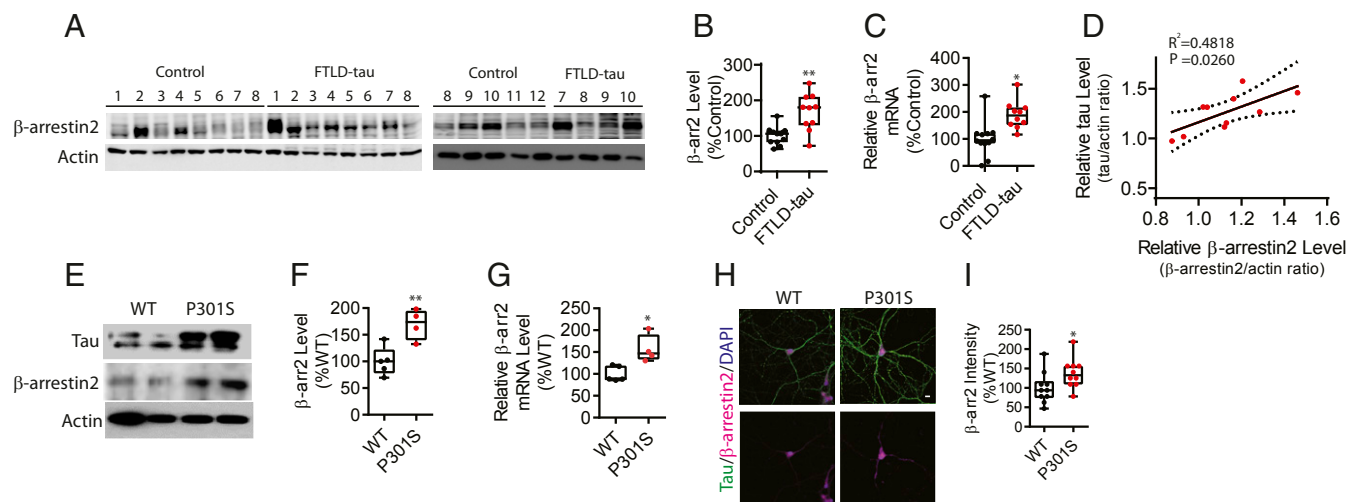 A
Control
FTLD-tau
Control
FTLD-tau
1 2 3 4 5 6 7 8 1 2 3 4 5 6 7 8
8 9 10 11 12 7 8 9 10
β-arrestin2
Actin
B
β-arr2 Level
(%Control)
300
200
100
0
**
Control
FTLD-tau
C
Relative β-arr2
mRNA
(%Control)
400
300
200
100
0
*
Control
FTLD-tau
D
R²=0.4818
P =0.0260
Relative tau Level
(tau/actin ratio)
1.5
1.0
1.5
0.8 1.0 1.2 1.4 1.6
Relative β-arrestin2 Level
(β-arrestin2/actin ratio)
E
WT P301S
Tau
β-arrestin2
Actin
F
β-arr2 Level
(%WT)
200
150
100
50
0
**
WT
P301S
G
Relative β-arr2
mRNA Level
(%WT)
250
200
150
100
50
0
*
WT
P301S
H
WT
P301S
Tau/β-arrestin2/DAPI
I
β-arr2 Intensity
(%WT)
250
200
150
100
50
0
*
WT
P301S